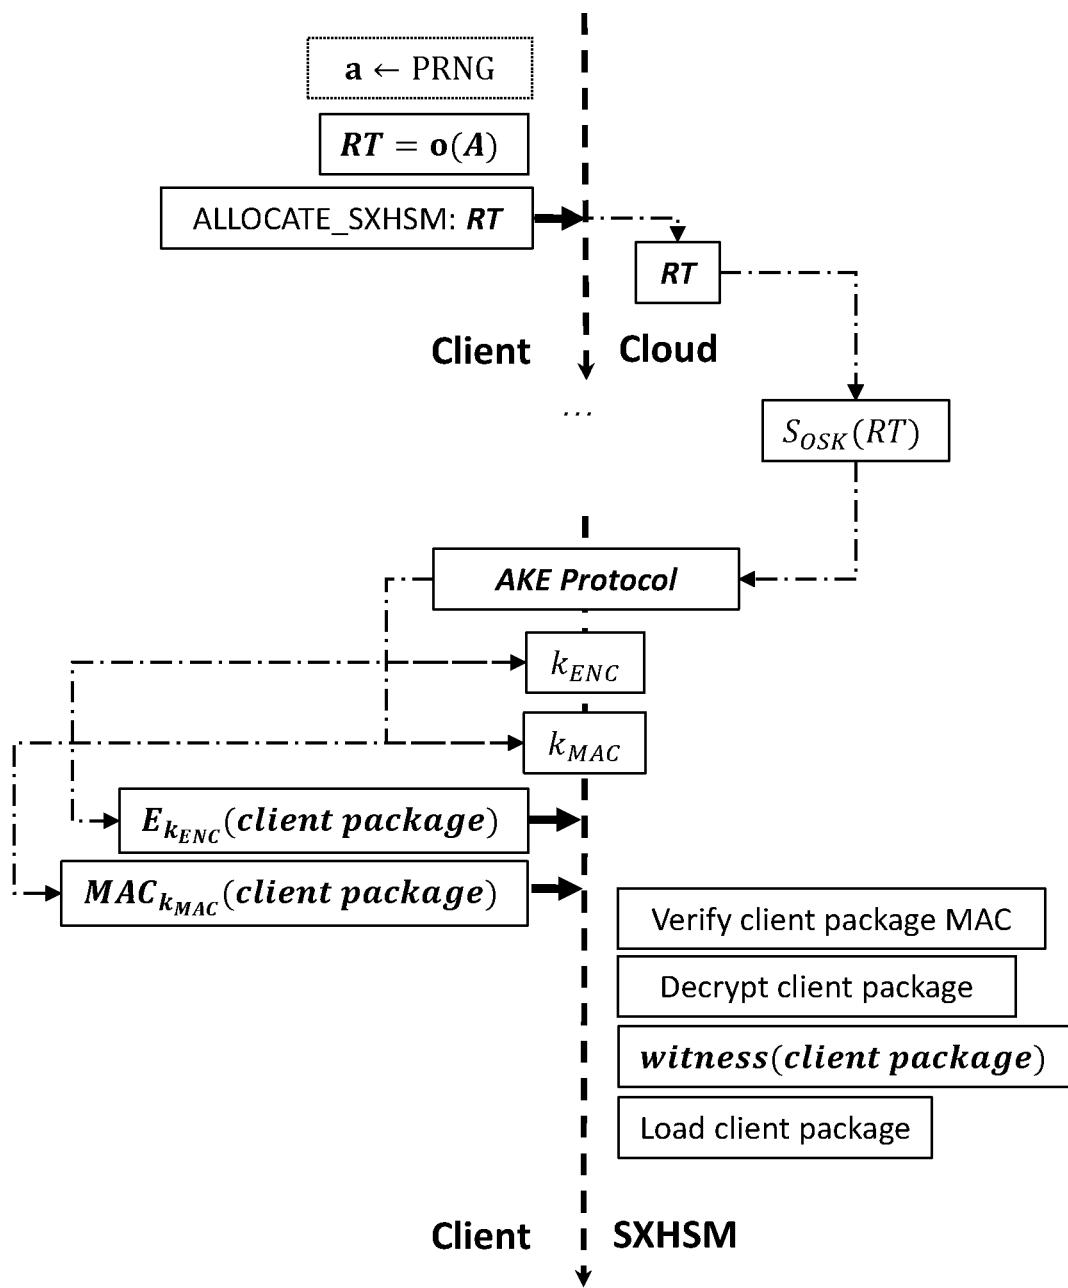 a ← PRNG
RT = o(A)
ALLOCATE_SXHSM: RT
RT
Client Cloud
...
S_OSK(RT)
AKE Protocol
k_ENC
k_MAC
E_k_ENC(client package)
MAC_k_MAC(client package)
Verify client package MAC
Decrypt client package
witness(client package)
Load client package
Client SXHSM